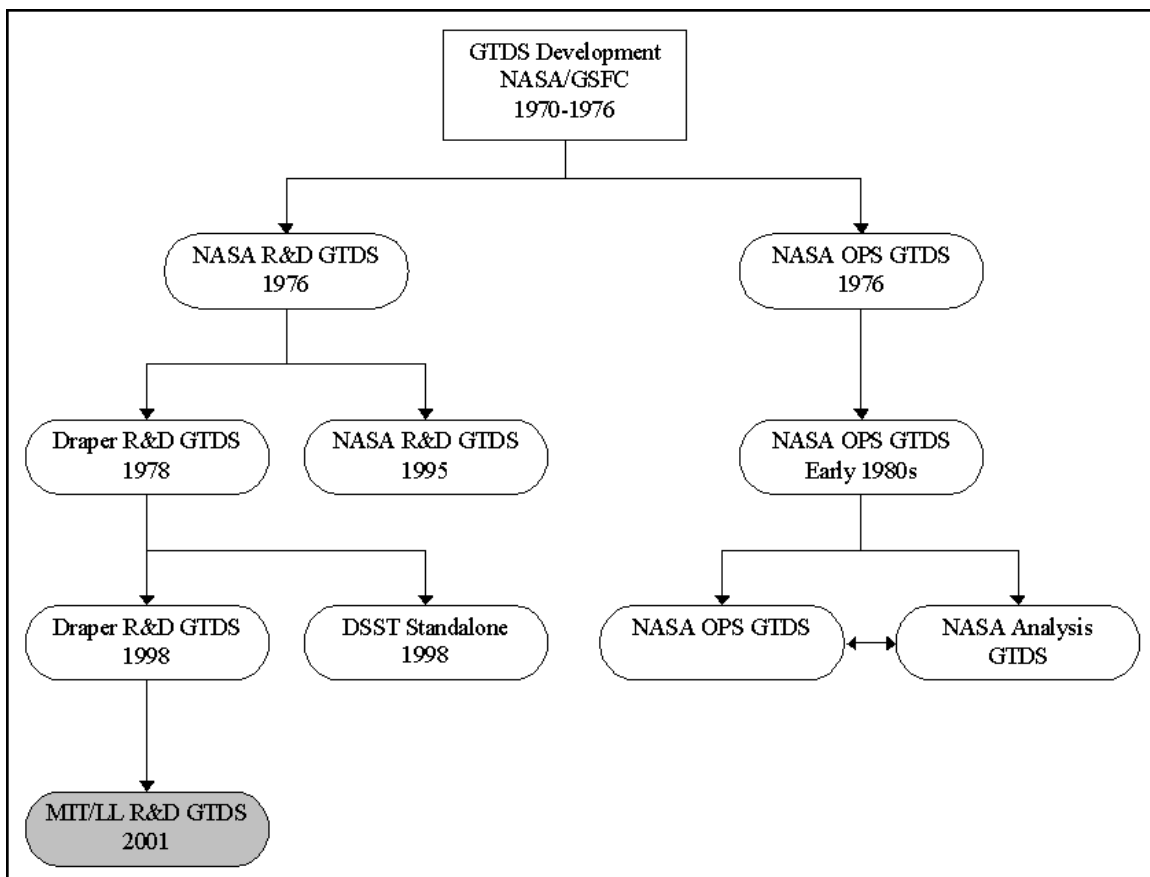 GTDS Development
NASA/GSFC
1970-1976
NASA R&D GTDS
1976
NASA OPS GTDS
1976
Draper R&D GTDS
1978
NASA R&D GTDS
1995
NASA OPS GTDS
Early 1980s
Draper R&D GTDS
1998
DSST Standalone
1998
NASA OPS GTDS
NASA Analysis
GTDS
MIT/LL R&D GTDS
2001